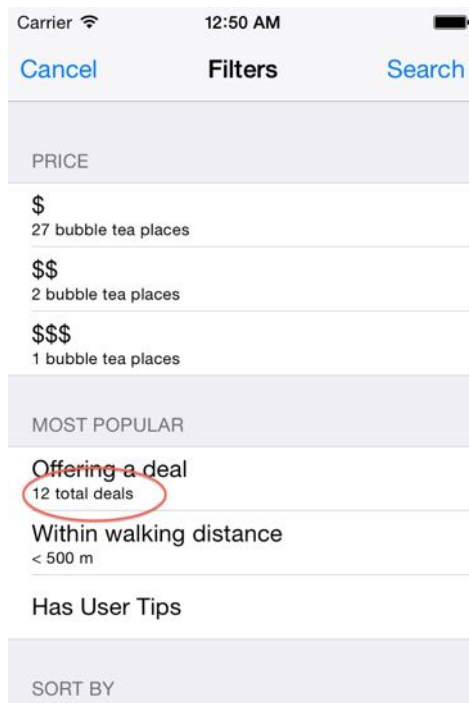 Carrier 12:50 AM
Cancel Filters Search
PRICE
$
27 bubble tea places
$$
2 bubble tea places
$$$
1 bubble tea places
MOST POPULAR
Offering a deal
12 total deals
Within walking distance
< 500 m
Has User Tips
SORT BY